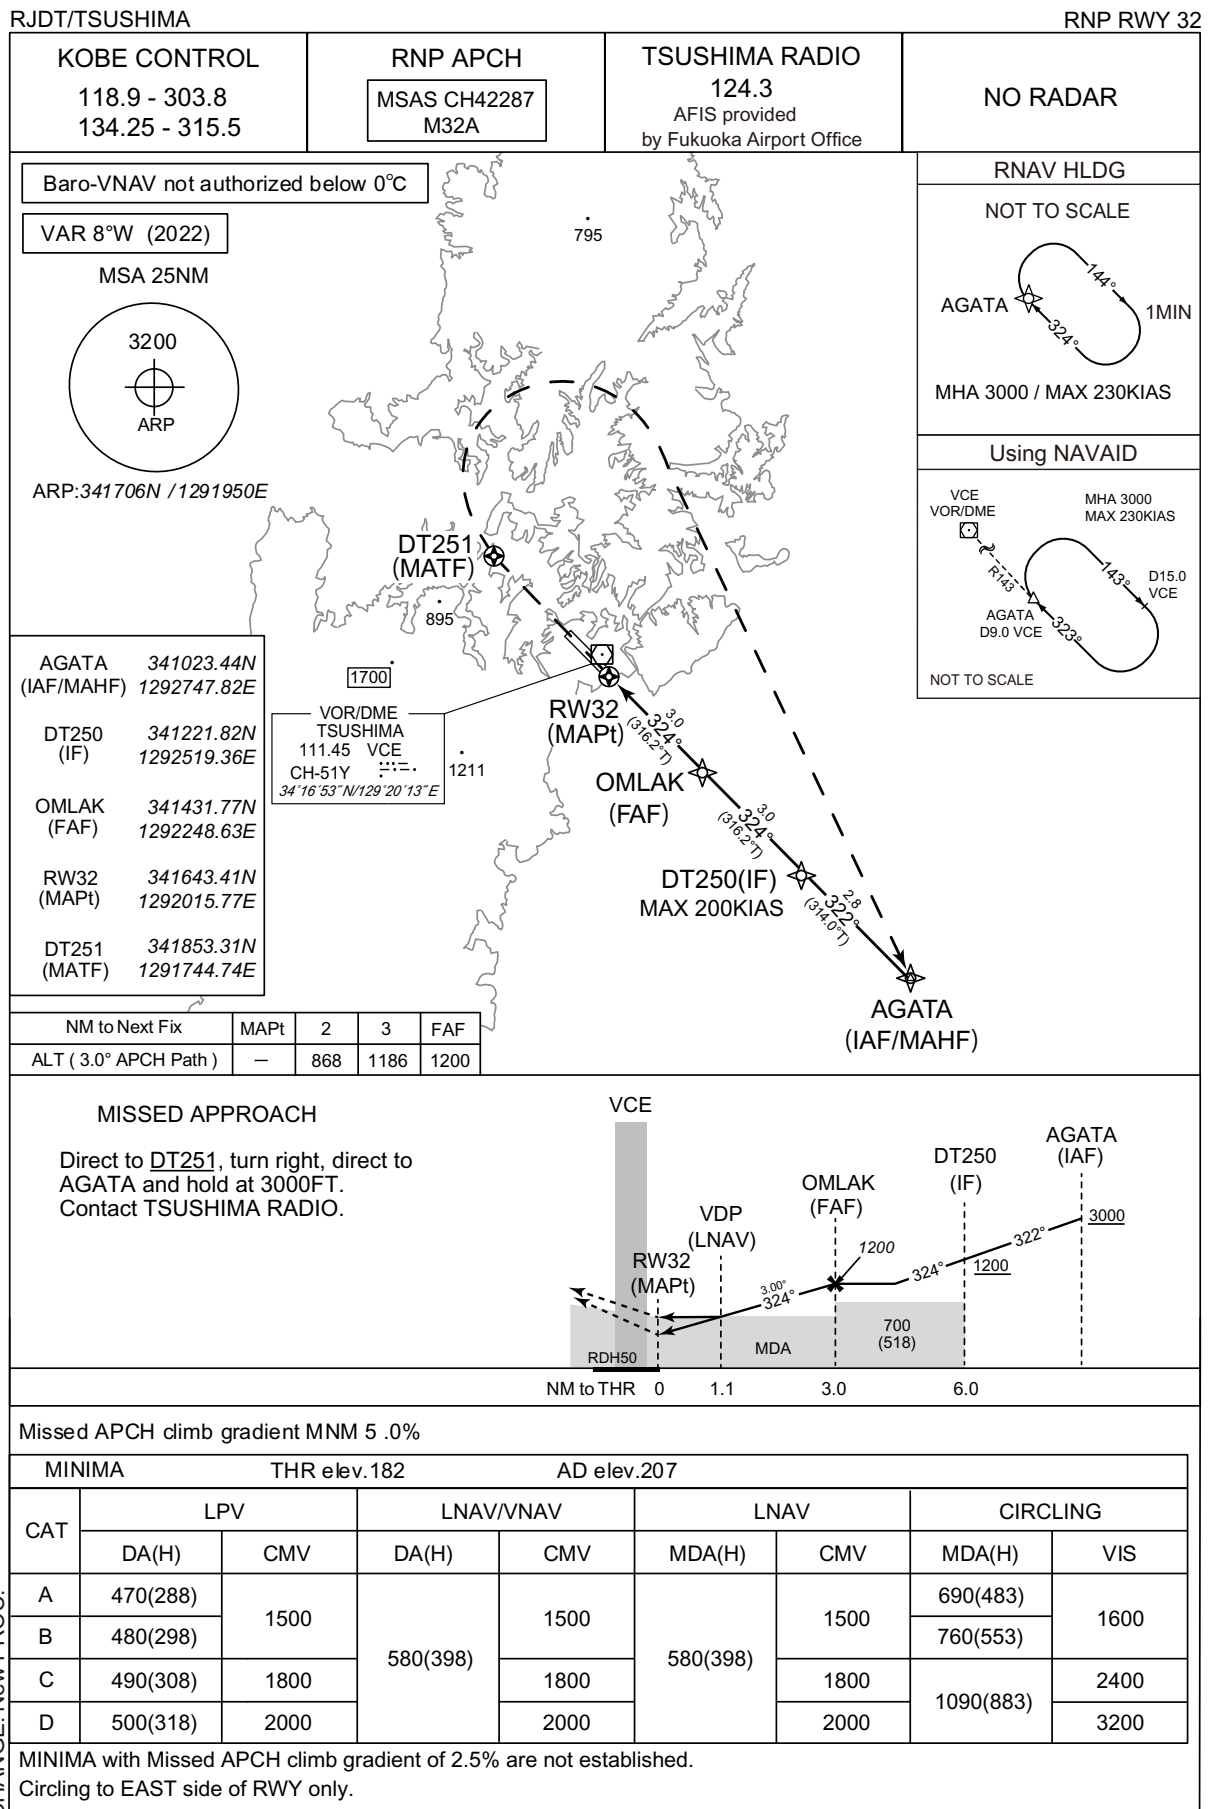 RJDT/TSUSHIMA
RNP RWY 32
KOBE CONTROL
118.9 - 303.8
134.25 - 315.5
RNP APCH
MSAS CH42287
M32A
TSUSHIMA RADIO
124.3
AFIS provided
by Fukuoka Airport Office
NO RADAR
Baro-VNAV not authorized below 0°C
VAR 8°W (2022)
MSA 25NM
3200
ARP
ARP:341706N /1291950E
795
RNAV HLDG
NOT TO SCALE
AGATA
144°
324°
1MIN
MHA 3000 / MAX 230KIAS
Using NAVAID
VCE
VOR/DME
MHA 3000
MAX 230KIAS
R143
143°
D15.0
VCE
AGATA
D9.0 VCE
323°
NOT TO SCALE
DT251
(MATF)
895
1700
VOR/DME
TSUSHIMA
111.45 VCE
CH-51Y
34°16′53″N/129°20′13″E
1211
RW32
(MAPt)
3.0
324°
(316.2°T)
OMLAK
(FAF)
3.0
324°
(316.2°T)
DT250(IF)
MAX 200KIAS
2.8
322°
(314.0°T)
AGATA
(IAF/MAHF)
AGATA 341023.44N
(IAF/MAHF) 1292747.82E
DT250 341221.82N
(IF) 1292519.36E
OMLAK 341431.77N
(FAF) 1292248.63E
RW32 341643.41N
(MAPt) 1292015.77E
DT251 341853.31N
(MATF) 1291744.74E
NM to Next Fix MAPt 2 3 FAF
ALT ( 3.0° APCH Path ) — 868 1186 1200
MISSED APPROACH
Direct to DT251, turn right, direct to
AGATA and hold at 3000FT.
Contact TSUSHIMA RADIO.
VCE
RW32
(MAPt)
VDP
(LNAV)
OMLAK
(FAF)
DT250
(IF)
AGATA
(IAF)
3000
322°
1200
324°
1200
3.00°
324°
700
(518)
MDA
RDH50
NM to THR 0 1.1 3.0 6.0
Missed APCH climb gradient MNM 5 .0%
MINIMA THR elev.182 AD elev.207
CAT LPV LNAV/VNAV LNAV CIRCLING
DA(H) CMV DA(H) CMV MDA(H) CMV MDA(H) VIS
A 470(288) 1500 580(398) 1500 580(398) 1500 690(483) 1600
B 480(298) 760(553)
C 490(308) 1800 1800 1800 1090(883) 2400
D 500(318) 2000 2000 2000 3200
MINIMA with Missed APCH climb gradient of 2.5% are not established.
Circling to EAST side of RWY only.